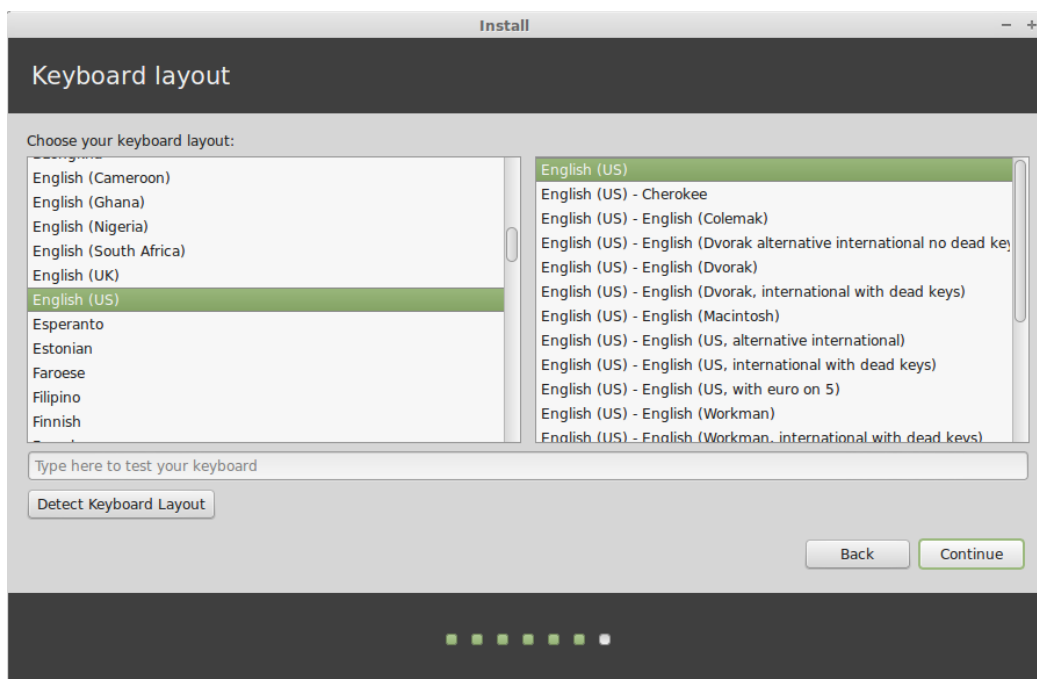 Install
Keyboard layout
Choose your keyboard layout:
English (Cameroon)
English (Ghana)
English (Nigeria)
English (South Africa)
English (UK)
English (US)
Esperanto
Estonian
Faroese
Filipino
Finnish
English (US)
English (US) - Cherokee
English (US) - English (Colemak)
English (US) - English (Dvorak alternative international no dead key
English (US) - English (Dvorak)
English (US) - English (Dvorak, international with dead keys)
English (US) - English (Macintosh)
English (US) - English (US, alternative international)
English (US) - English (US, international with dead keys)
English (US) - English (US, with euro on 5)
English (US) - English (Workman)
English (US) - English (Workman, international with dead keys)
Type here to test your keyboard
Detect Keyboard Layout
Back
Continue